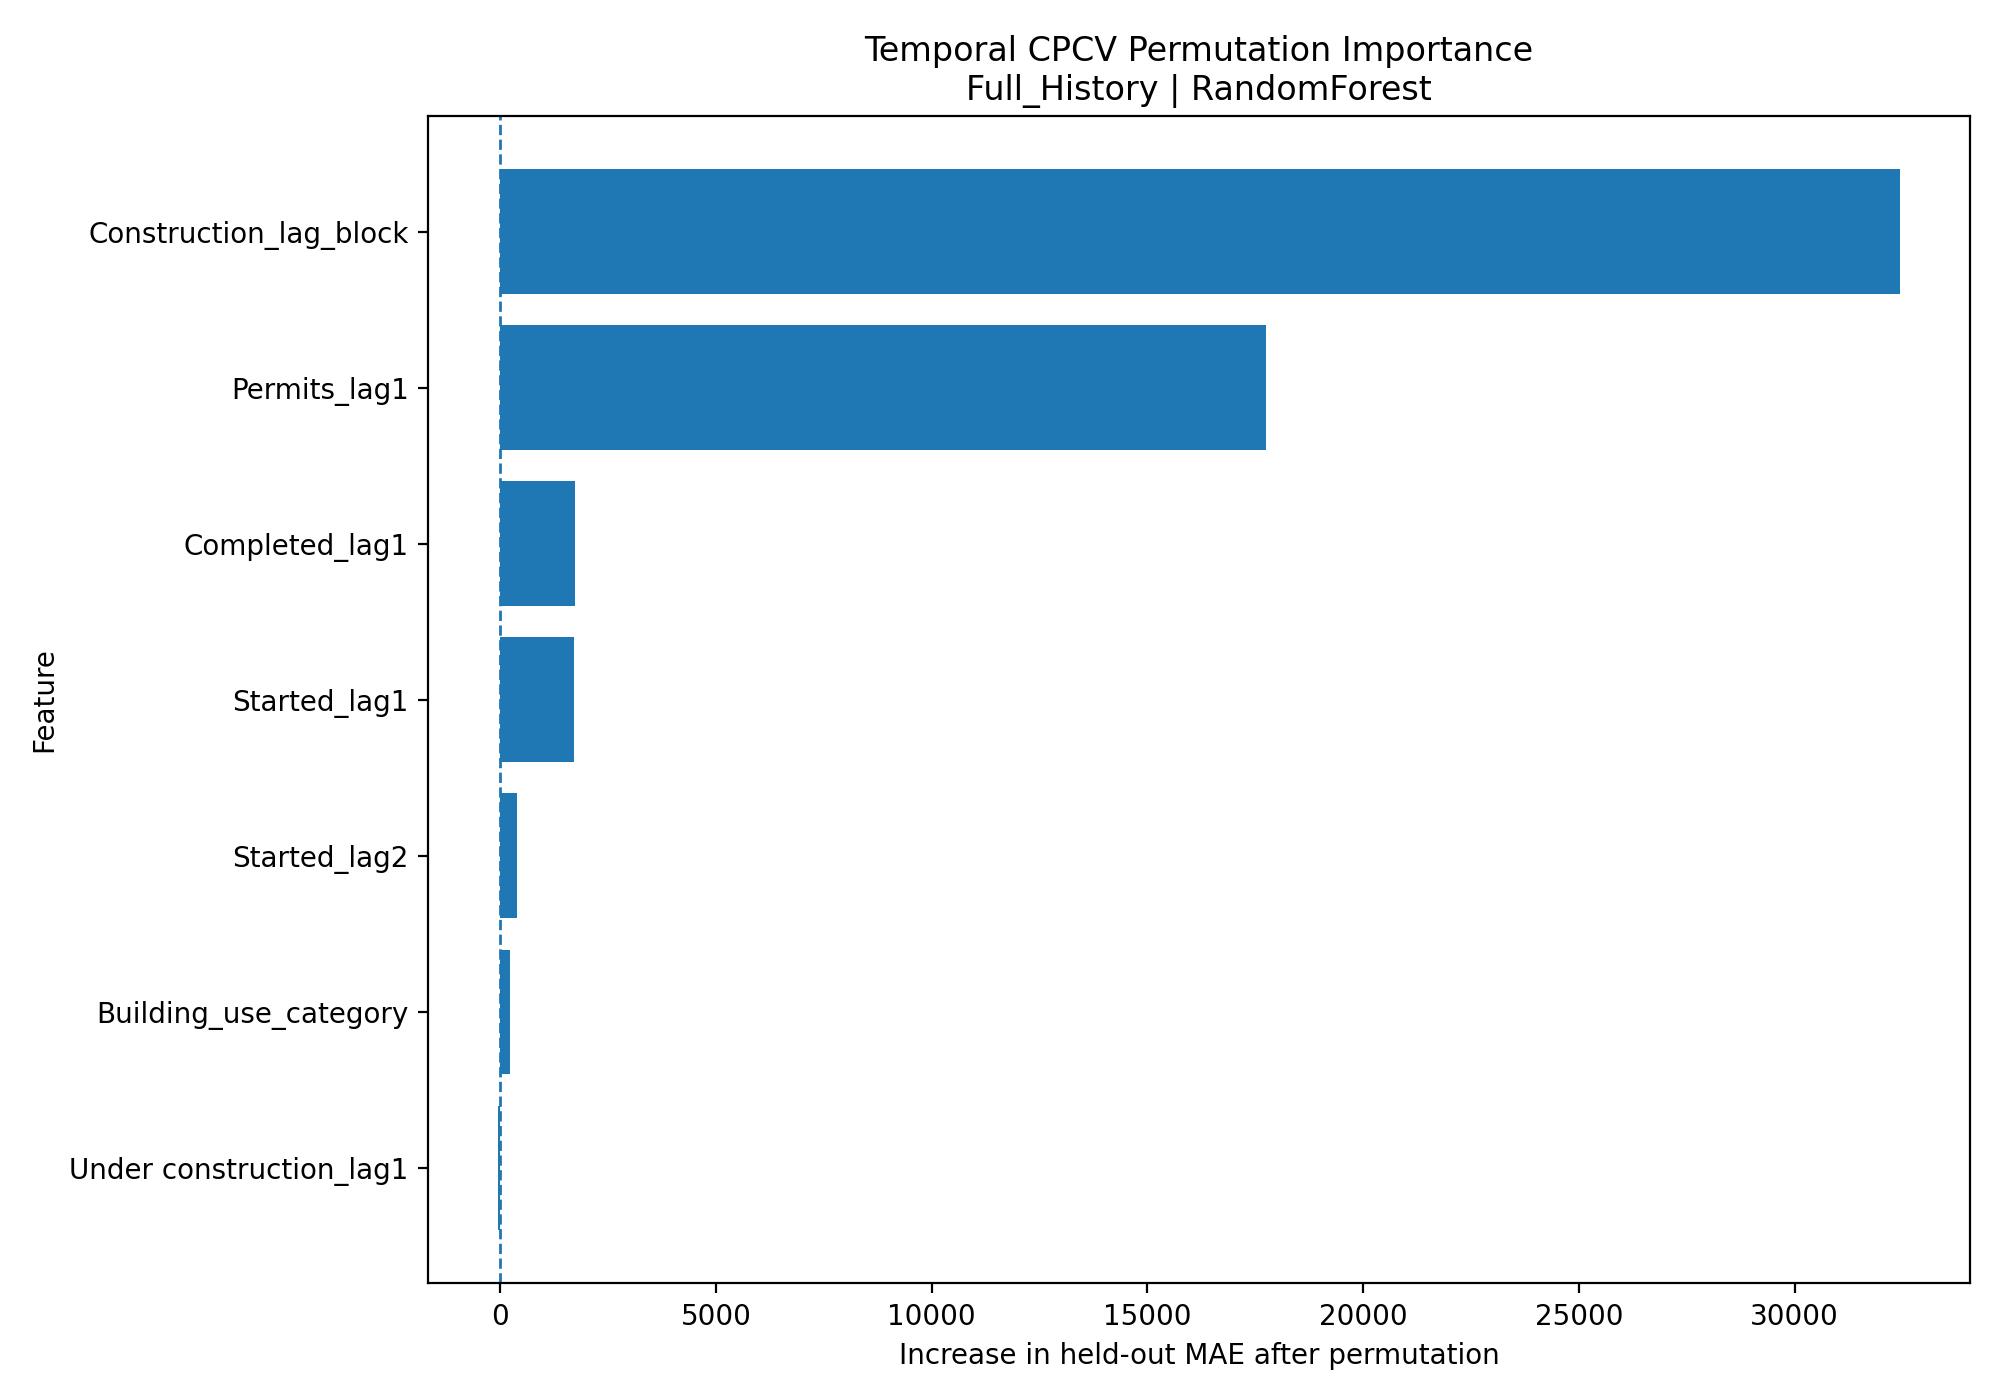 Temporal CPCV Permutation Importance
Full_History | RandomForest
Construction_lag_block
Permits_lag1
Completed_lag1
Started_lag1
Started_lag2
Building_use_category
Under construction_lag1
Feature
0 5000 10000 15000 20000 25000 30000
Increase in held-out MAE after permutation